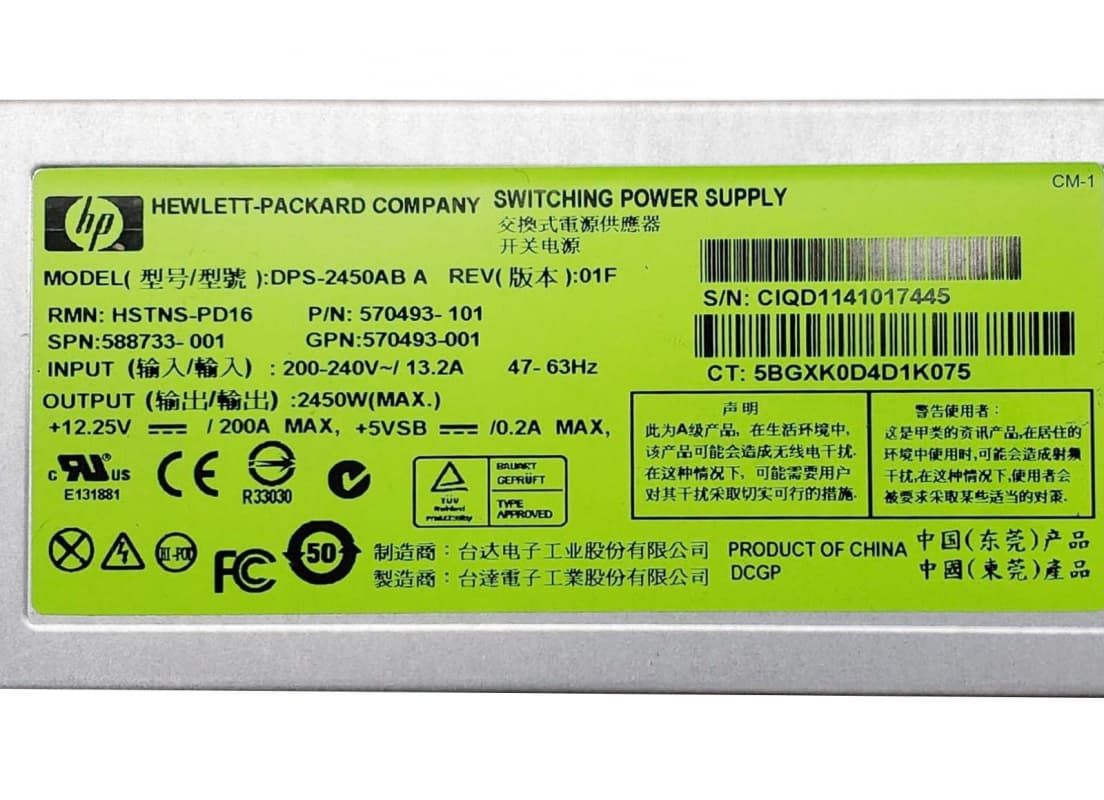 CM-1
hp HEWLETT-PACKARD COMPANY SWITCHING POWER SUPPLY
交換式電源供應器
开关电源
MODEL( 型号/型號 ):DPS-2450AB A REV( 版本 ):01F
S/N: CIQD1141017445
RMN: HSTNS-PD16 P/N: 570493- 101
SPN:588733- 001 GPN:570493-001
INPUT (输入/輸入) : 200-240V~/ 13.2A 47- 63Hz
CT: 5BGXK0D4D1K075
OUTPUT (输出/輸出) :2450W(MAX.)
+12.25V / 200A MAX, +5VSB /0.2A MAX,
声 明
此为A级产品, 在生活环境中,
该产品可能会造成无线电干扰.
在这种情况下, 可能需要用户
对其干扰采取切实可行的措施.
警告使用者 :
这是甲类的资讯产品,在居住的
环境中使用时,可能会造成射频
干扰,在这种情况下,使用者会
被要求采取某些适当的对策.
c RU ® US
E131881
CE
R33030
TÜV
Rheinland
BAUART
GEPRÜFT
TYPE
APPROVED
HI-POT
FC
50
制造商 : 台达电子工业股份有限公司
製造商 : 台達電子工業股份有限公司
PRODUCT OF CHINA
DCGP
中国(东莞)产品
中國(東莞)產品